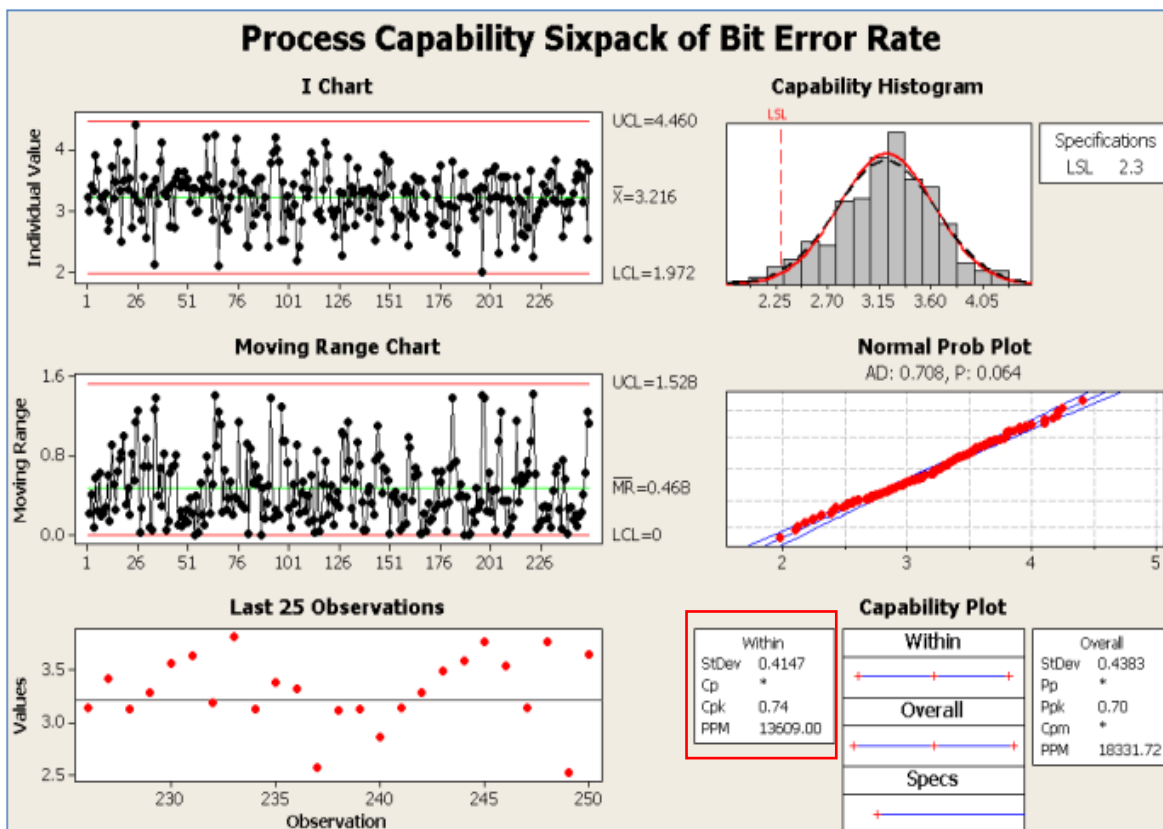 Process Capability Sixpack of Bit Error Rate
I Chart
Individual Value
4
3
2
UCL=4.460
X̄=3.216
LCL=1.972
1 26 51 76 101 126 151 176 201 226
Capability Histogram
LSL
2.25 2.70 3.15 3.60 4.05
Specifications
LSL 2.3
Moving Range Chart
Moving Range
1.6
0.8
0.0
UCL=1.528
M̄R̄=0.468
LCL=0
1 26 51 76 101 126 151 176 201 226
Normal Prob Plot
AD: 0.708, P: 0.064
2 3 4 5
Last 25 Observations
Values
3.5
3.0
2.5
230 235 240 245 250
Observation
Capability Plot
Within
StDev 0.4147
Cp *
Cpk 0.74
PPM 13609.00
Within
Overall
Specs
Overall
StDev 0.4383
Pp *
Ppk 0.70
Cpm *
PPM 18331.72